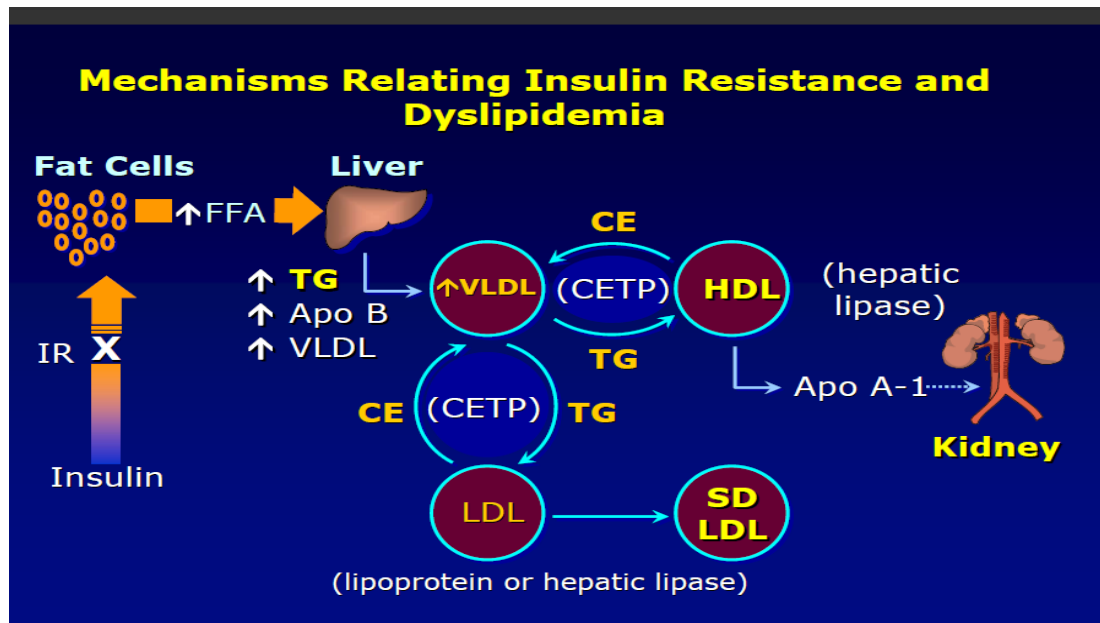 Mechanisms Relating Insulin Resistance and
Dyslipidemia
Fat Cells
Liver
↑FFA
CE
↑ TG
↑ Apo B
↑ VLDL
↑VLDL
(CETP)
HDL
(hepatic
lipase)
TG
IR
X
CE
(CETP)
TG
Apo A-1
Kidney
Insulin
LDL
SD
LDL
(lipoprotein or hepatic lipase)